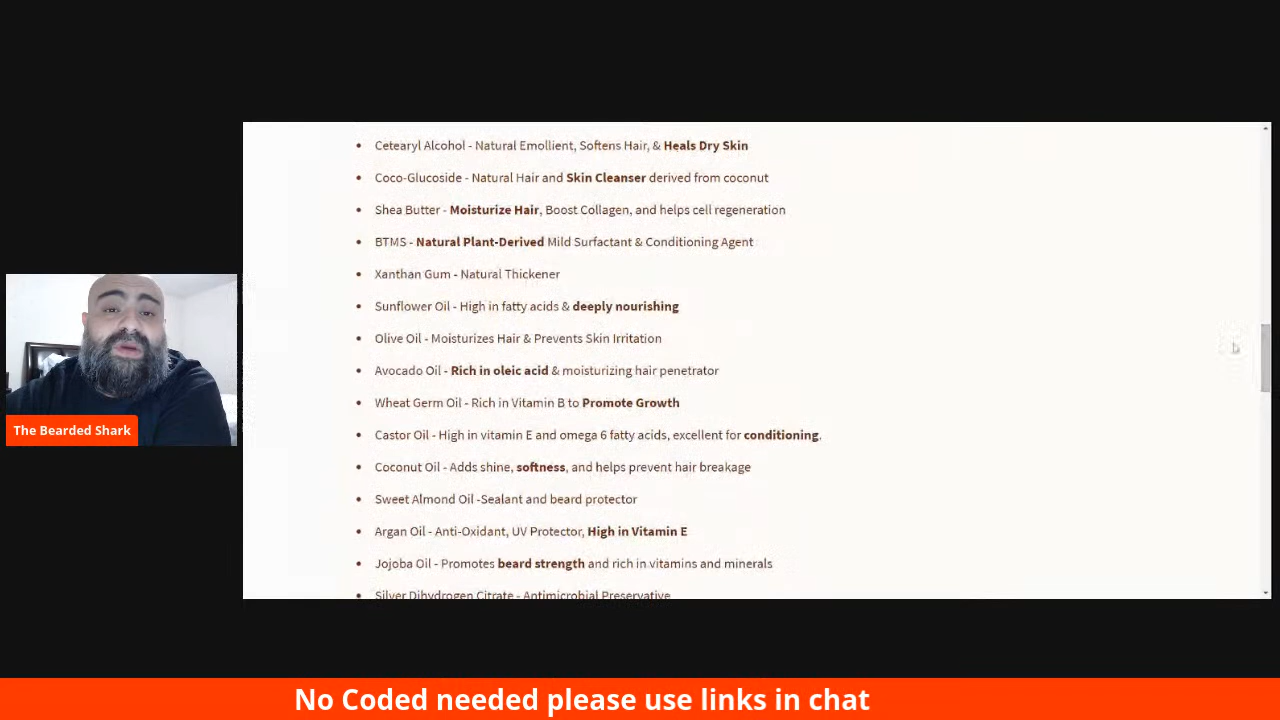 Cetearyl Alcohol - Natural Emollient, Softens Hair, & Heals Dry Skin
Coco-Glucoside - Natural Hair and Skin Cleanser derived from coconut
Shea Butter - Moisturize Hair, Boost Collagen, and helps cell regeneration
BTMS - Natural Plant-Derived Mild Surfactant & Conditioning Agent
Xanthan Gum - Natural Thickener
Sunflower Oil - High in fatty acids & deeply nourishing
Olive Oil - Moisturizes Hair & Prevents Skin Irritation
Avocado Oil - Rich in oleic acid & moisturizing hair penetrator
Wheat Germ Oil - Rich in Vitamin B to Promote Growth
Castor Oil - High in vitamin E and omega 6 fatty acids, excellent for conditioning.
Coconut Oil - Adds shine, softness, and helps prevent hair breakage
Sweet Almond Oil -Sealant and beard protector
Argan Oil - Anti-Oxidant, UV Protector, High in Vitamin E
Jojoba Oil - Promotes beard strength and rich in vitamins and minerals
Silver Dihydrogen Citrate - Antimicrobial Preservative
The Bearded Shark
No Coded needed please use links in chat